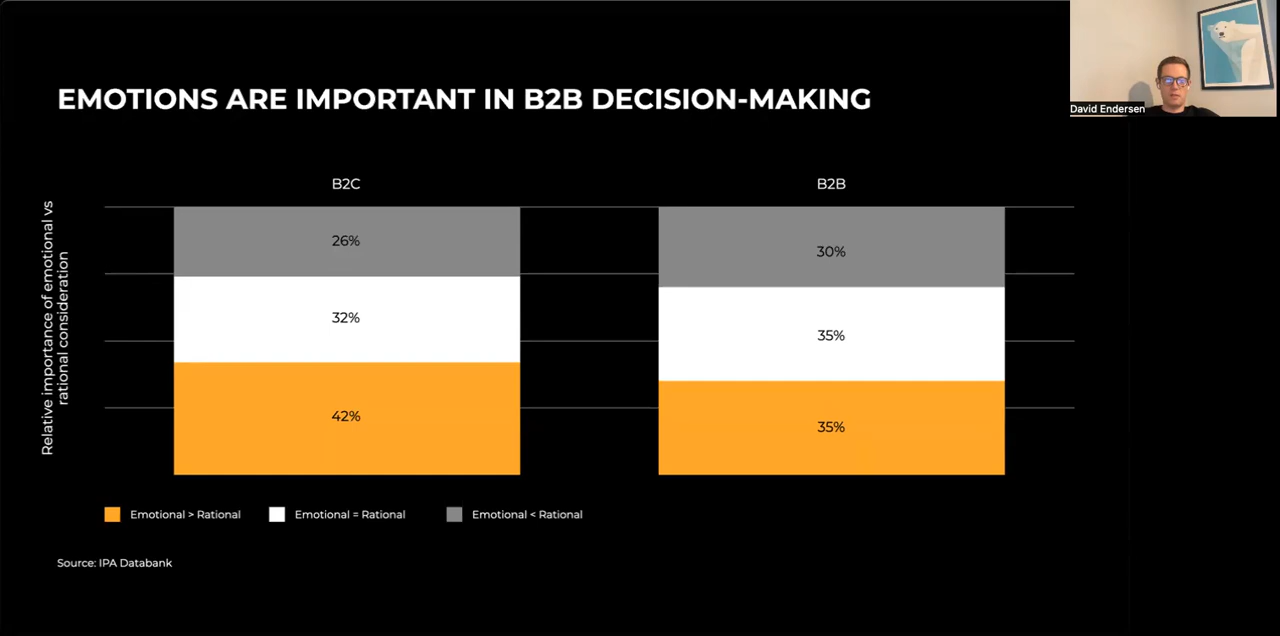 David Endersen
EMOTIONS ARE IMPORTANT IN B2B DECISION-MAKING
Relative importance of emotional vs
rational consideration
B2C
B2B
26%
30%
32%
35%
42%
35%
Emotional > Rational
Emotional = Rational
Emotional < Rational
Source: IPA Databank